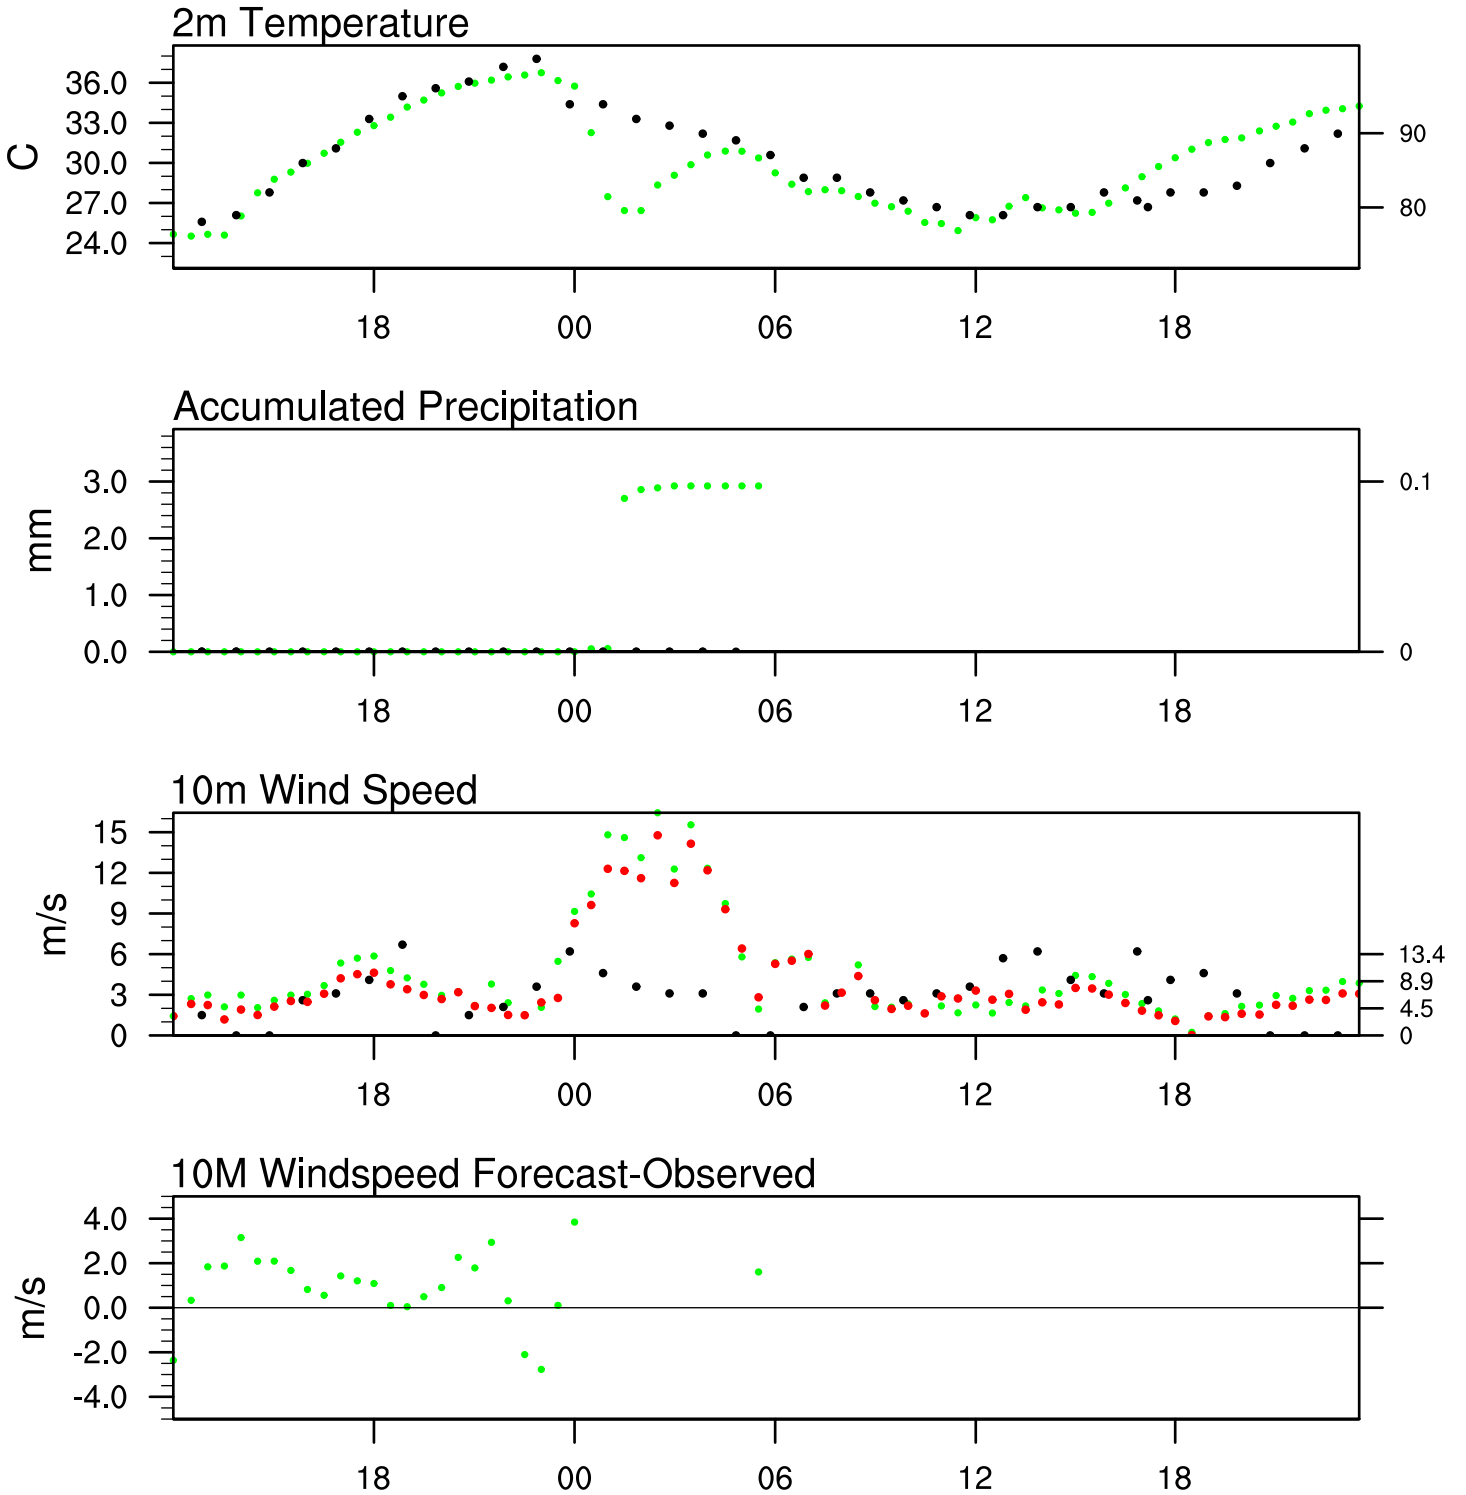 2m Temperature
36.0
33.0
30.0
27.0
24.0
C
90
80
18 00 06 12 18
Accumulated Precipitation
3.0
2.0
1.0
0.0
mm
0.1
0
18 00 06 12 18
10m Wind Speed
15
12
9
6
3
0
m/s
13.4
8.9
4.5
0
18 00 06 12 18
10M Windspeed Forecast-Observed
4.0
2.0
0.0
-2.0
-4.0
m/s
18 00 06 12 18